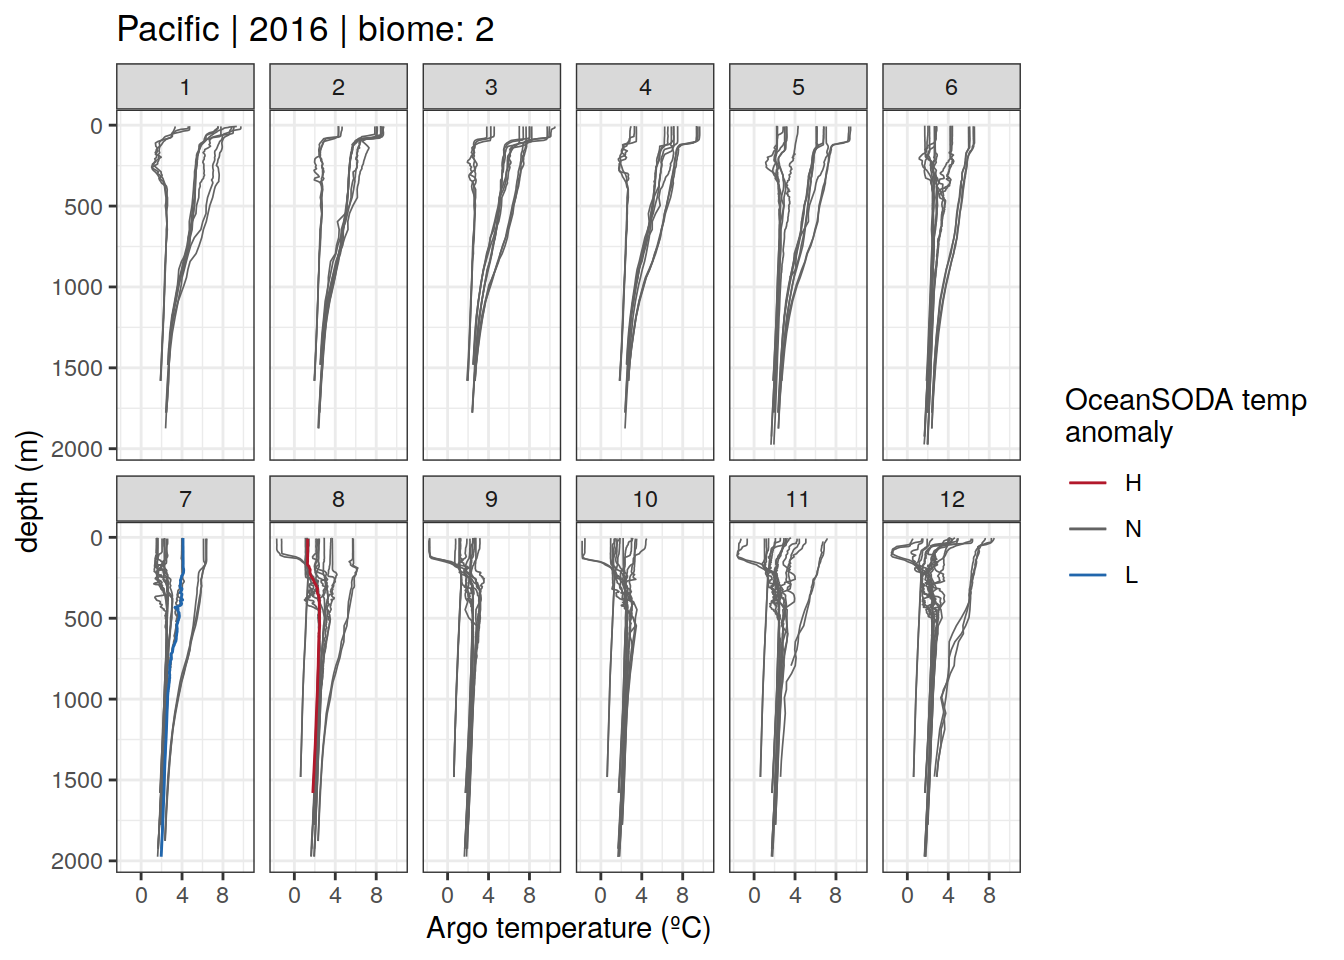 Pacific | 2016 | biome: 2
1 2 3 4 5 6
0
500
1000
1500
2000
7 8 9 10 11 12
0
500
1000
1500
2000
0 4 8 0 4 8 0 4 8 0 4 8 0 4 8 0 4 8
Argo temperature (ºC)
depth (m)
OceanSODA temp
anomaly
H
N
L